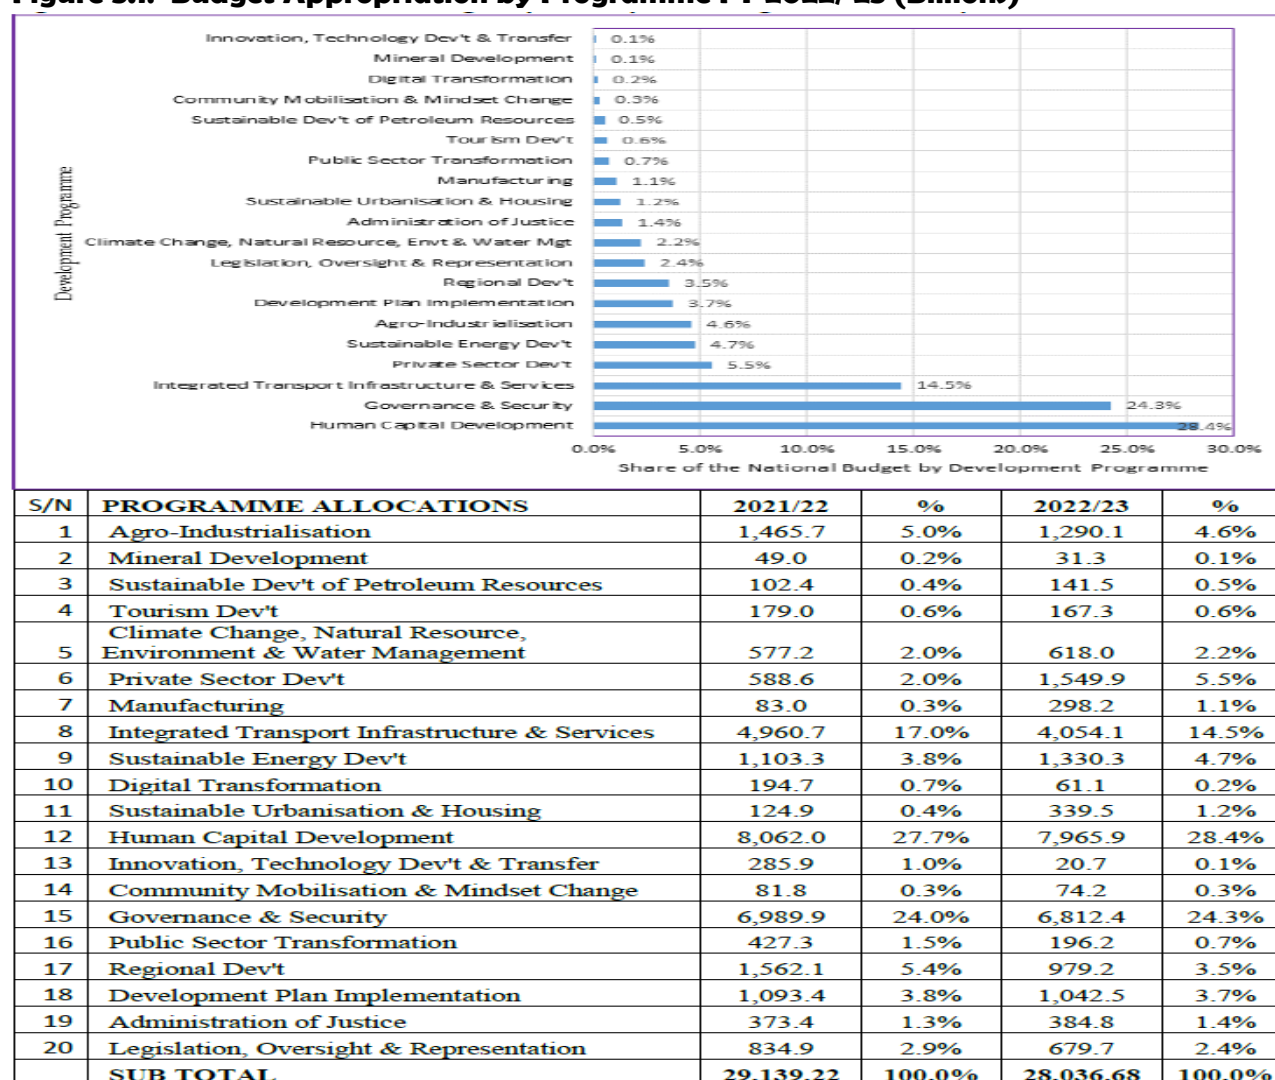 Figure 3.1: Budget Appropriation by Programme FY 2022/23 (Billions)
Innovation, Technology Dev't & Transfer 0.1%
Mineral Development 0.1%
Digital Transformation 0.2%
Community Mobilisation & Mindset Change 0.3%
Sustainable Dev't of Petroleum Resources 0.5%
Tourism Dev't 0.6%
Public Sector Transformation 0.7%
Manufacturing 1.1%
Sustainable Urbanisation & Housing 1.2%
Administration of Justice 1.4%
Climate Change, Natural Resource, Envt & Water Mgt 2.2%
Legislation, Oversight & Representation 2.4%
Regional Dev't 3.5%
Development Plan Implementation 3.7%
Agro-Industrialisation 4.6%
Sustainable Energy Dev't 4.7%
Private Sector Dev't 5.5%
Integrated Transport Infrastructure & Services 14.5%
Governance & Security 24.3%
Human Capital Development 28.4%
Development Programme
0.0% 5.0% 10.0% 15.0% 20.0% 25.0% 30.0%
Share of the National Budget by Development Programme
S/N PROGRAMME ALLOCATIONS 2021/22 % 2022/23 %
1 Agro-Industrialisation 1,465.7 5.0% 1,290.1 4.6%
2 Mineral Development 49.0 0.2% 31.3 0.1%
3 Sustainable Dev't of Petroleum Resources 102.4 0.4% 141.5 0.5%
4 Tourism Dev't 179.0 0.6% 167.3 0.6%
Climate Change, Natural Resource,
5 Environment & Water Management 577.2 2.0% 618.0 2.2%
6 Private Sector Dev't 588.6 2.0% 1,549.9 5.5%
7 Manufacturing 83.0 0.3% 298.2 1.1%
8 Integrated Transport Infrastructure & Services 4,960.7 17.0% 4,054.1 14.5%
9 Sustainable Energy Dev't 1,103.3 3.8% 1,330.3 4.7%
10 Digital Transformation 194.7 0.7% 61.1 0.2%
11 Sustainable Urbanisation & Housing 124.9 0.4% 339.5 1.2%
12 Human Capital Development 8,062.0 27.7% 7,965.9 28.4%
13 Innovation, Technology Dev't & Transfer 285.9 1.0% 20.7 0.1%
14 Community Mobilisation & Mindset Change 81.8 0.3% 74.2 0.3%
15 Governance & Security 6,989.9 24.0% 6,812.4 24.3%
16 Public Sector Transformation 427.3 1.5% 196.2 0.7%
17 Regional Dev't 1,562.1 5.4% 979.2 3.5%
18 Development Plan Implementation 1,093.4 3.8% 1,042.5 3.7%
19 Administration of Justice 373.4 1.3% 384.8 1.4%
20 Legislation, Oversight & Representation 834.9 2.9% 679.7 2.4%
SUB TOTAL 29,139.22 100.0% 28,036.68 100.0%